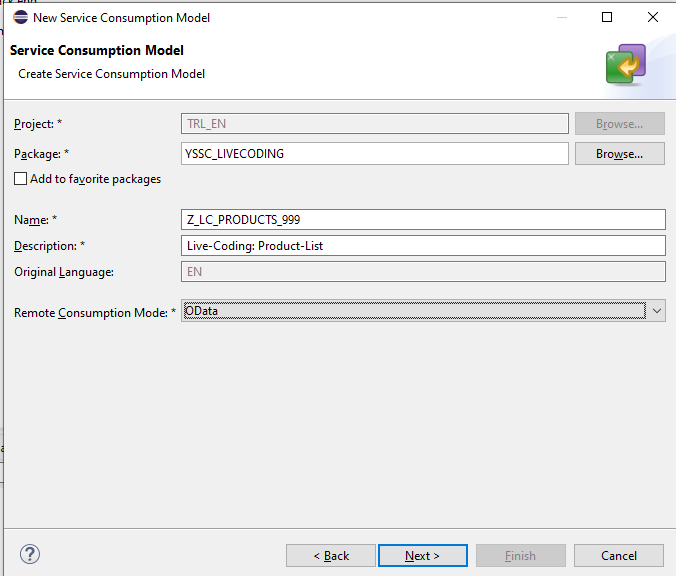 New Service Consumption Model
Service Consumption Model
Create Service Consumption Model
Project: * TRL_EN Browse...
Package: * YSSC_LIVECODING Browse...
Add to favorite packages
Name: * Z_LC_PRODUCTS_999
Description: * Live-Coding: Product-List
Original Language: EN
Remote Consumption Mode: * OData
? < Back Next > Finish Cancel